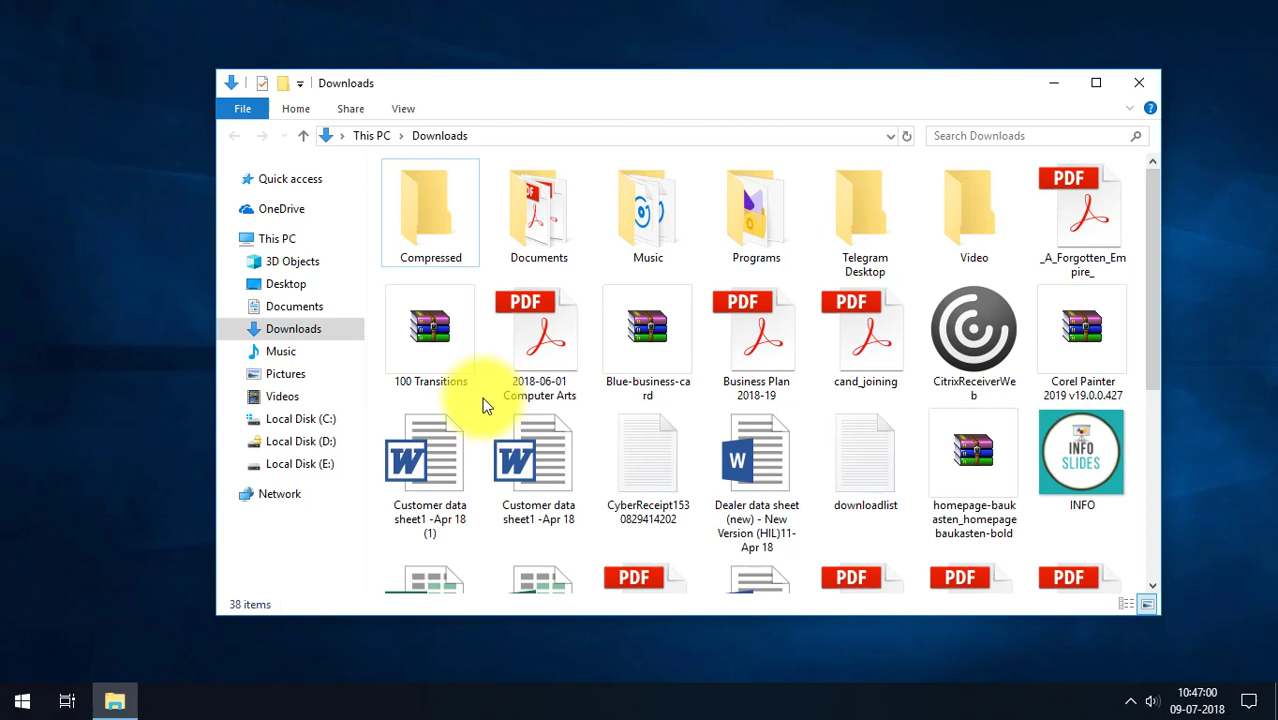 Downloads
File Home Share View
This PC > Downloads
Search Downloads
Quick access
OneDrive
This PC
3D Objects
Desktop
Documents
Downloads
Music
Pictures
Videos
Local Disk (C:)
Local Disk (D:)
Local Disk (E:)
Network
Compressed
Documents
Music
Programs
Telegram
Desktop
Video
PDF
_A_Forgotten_Em
pire_
100 Transitions
PDF
2018-06-01
Computer Arts
Blue-business-ca
rd
PDF
Business Plan
2018-19
PDF
cand_joining
CitrixReceiverWe
b
Corel Painter
2019 v19.0.0.427
W
Customer data
sheet1 -Apr 18
(1)
W
Customer data
sheet1 -Apr 18
CyberReceipt153
0829414202
W
Dealer data sheet
(new) - New
Version (HIL)11-
Apr 18
downloadlist
homepage-bauk
asten_homepage
baukasten-bold
INFO
SLIDES
INFO
PDF
PDF
PDF
PDF
38 items
10:47:00
09-07-2018